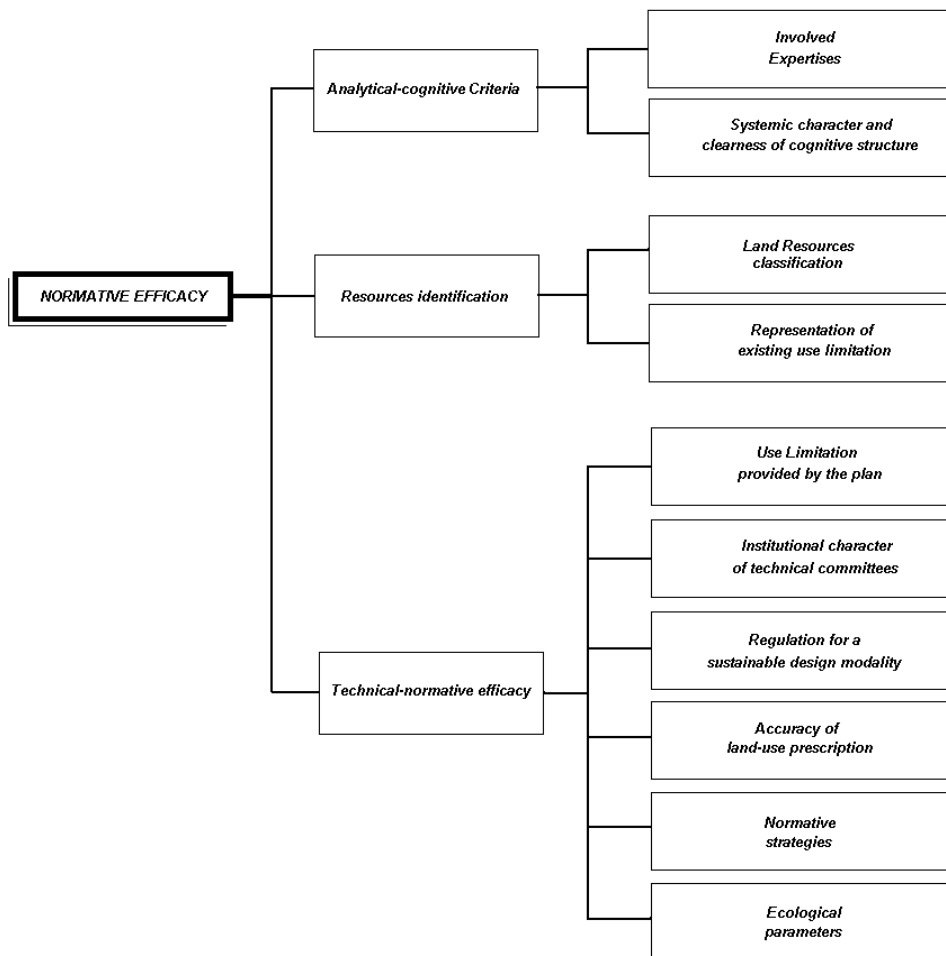 Involved
Expertises
Analytical-cognitive Criteria
Systemic character and
clearness of cognitive structure
Land Resources
classification
NORMATIVE EFFICACY
Resources identification
Representation of
existing use limitation
Use Limitation
provided by the plan
Institutional character
of technical committees
Regulation for a
sustainable design modality
Technical-normative efficacy
Accuracy of
land-use prescription
Normative
strategies
Ecological
parameters